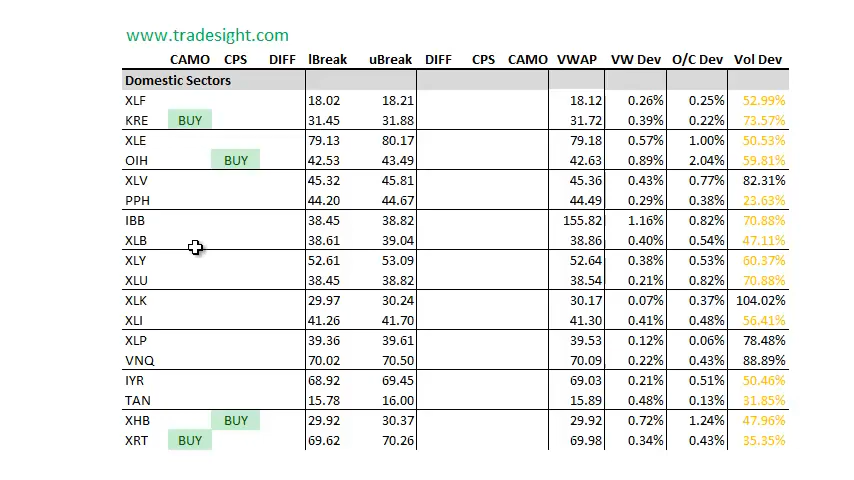 www.tradesight.com
CAMO CPS DIFF lBreak uBreak DIFF CPS CAMO VWAP VW Dev O/C Dev Vol Dev
Domestic Sectors
XLF 18.02 18.21 18.12 0.26% 0.25% 52.99%
KRE BUY 31.45 31.88 31.72 0.39% 0.22% 73.57%
XLE 79.13 80.17 79.18 0.57% 1.00% 50.53%
OIH BUY 42.53 43.49 42.63 0.89% 2.04% 59.81%
XLV 45.32 45.81 45.36 0.43% 0.77% 82.31%
PPH 44.20 44.67 44.49 0.29% 0.38% 23.63%
IBB 38.45 38.82 155.82 1.16% 0.82% 70.88%
XLB 38.61 39.04 38.86 0.40% 0.54% 47.11%
XLY 52.61 53.09 52.64 0.38% 0.53% 60.37%
XLU 38.45 38.82 38.54 0.21% 0.82% 70.88%
XLK 29.97 30.24 30.17 0.07% 0.37% 104.02%
XLI 41.26 41.70 41.30 0.41% 0.48% 56.41%
XLP 39.36 39.61 39.53 0.12% 0.06% 78.48%
VNQ 70.02 70.50 70.09 0.22% 0.43% 88.89%
IYR 68.92 69.45 69.03 0.21% 0.51% 50.46%
TAN 15.78 16.00 15.89 0.48% 0.13% 31.85%
XHB BUY 29.92 30.37 29.92 0.72% 1.24% 47.96%
XRT BUY 69.62 70.26 69.98 0.34% 0.43% 35.35%